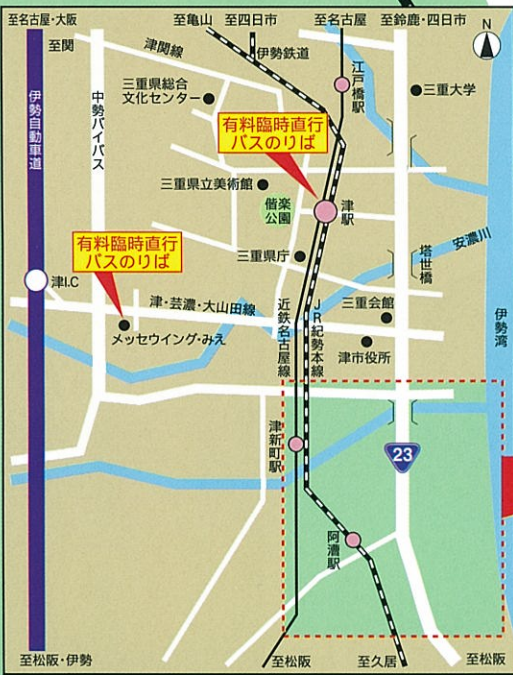 至名古屋・大阪
至亀山
至四日市
至名古屋
至鈴鹿・四日市
N
至関
津関線
伊勢鉄道
江戸橋駅
三重大学
三重県総合
文化センター
伊勢自動車道
中勢バイパス
有料臨時直行
バスのりば
三重県立美術館
偕楽
公園
津駅
安濃川
有料臨時直行
バスのりば
三重県庁
塔世橋
津I.C
津・芸濃・大山田線
三重会館
伊勢湾
メッセウイング・みえ
近鉄名古屋線
JR紀勢本線
津市役所
津新町駅
23
阿漕駅
至松阪・伊勢
至松阪
至久居
至松阪